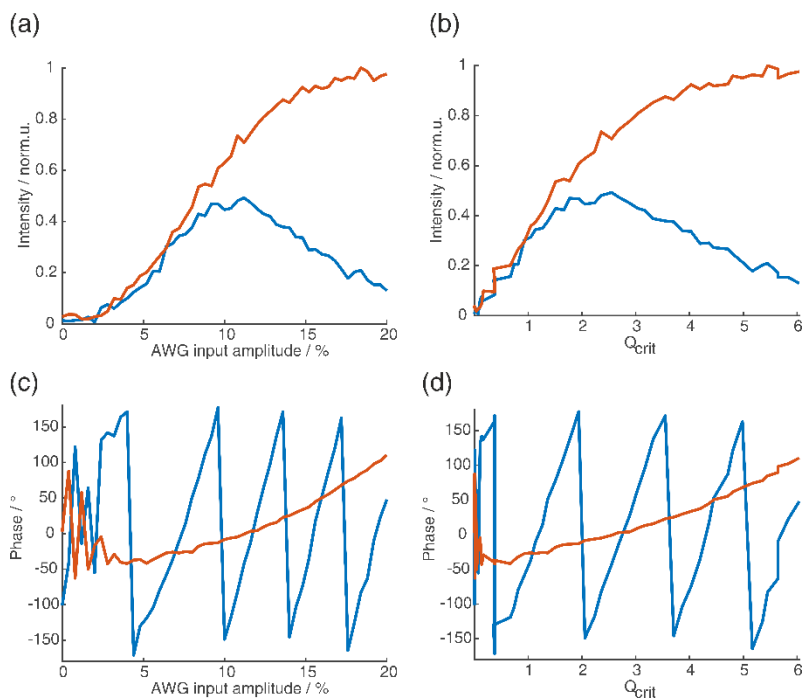 (a)
Intensity / norm.u.
1
0.8
0.6
0.4
0.2
0
0 5 10 15 20
AWG input amplitude / %
(b)
Intensity / norm.u.
1
0.8
0.6
0.4
0.2
0
1 2 3 4 5 6
Qcrit
(c)
Phase / °
150
100
50
0
-50
-100
-150
0 5 10 15 20
AWG input amplitude / %
(d)
Phase / °
150
100
50
0
-50
-100
-150
0 1 2 3 4 5 6
Qcrit